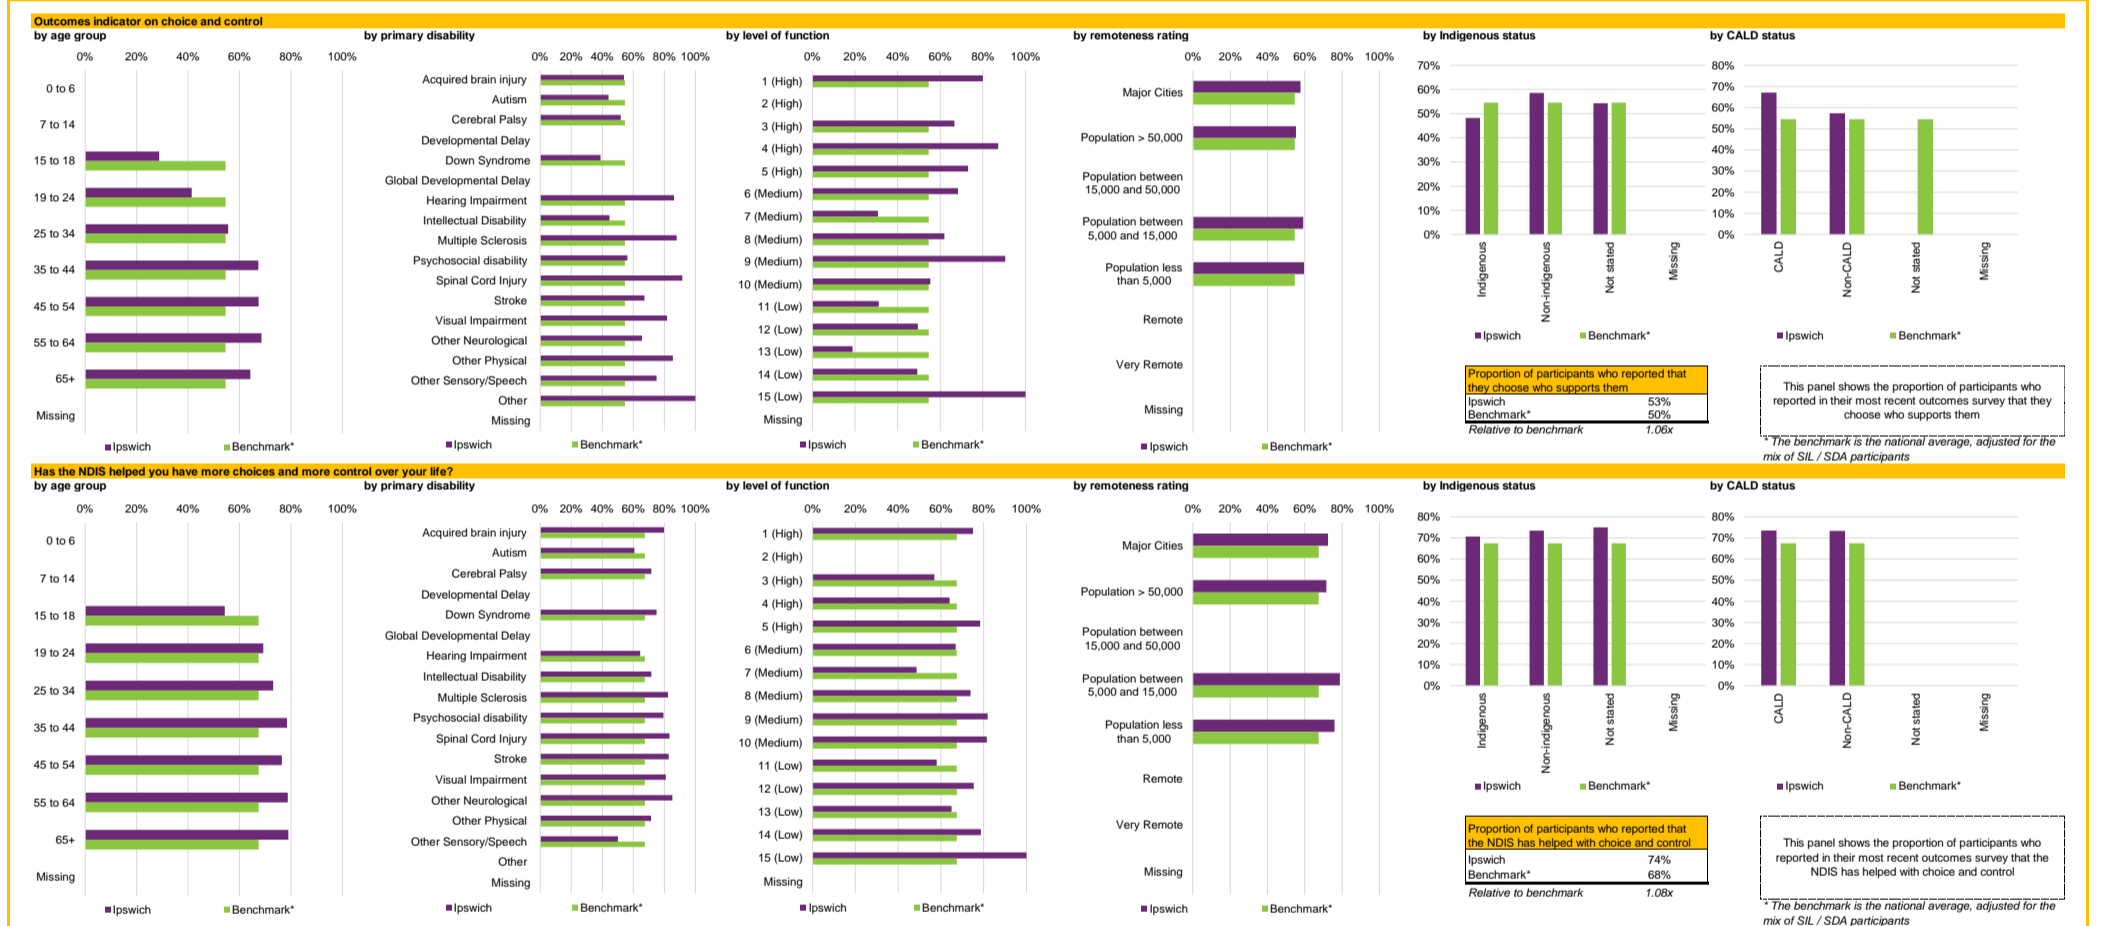 Outcomes indicator on choice and control
by age group
0% 20% 40% 60% 80% 100%
0 to 6
7 to 14
15 to 18
19 to 24
25 to 34
35 to 44
45 to 54
55 to 64
65+
Missing
Ipswich Benchmark*
by primary disability
0% 20% 40% 60% 80% 100%
Acquired brain injury
Autism
Cerebral Palsy
Developmental Delay
Down Syndrome
Global Developmental Delay
Hearing Impairment
Intellectual Disability
Multiple Sclerosis
Psychosocial disability
Spinal Cord Injury
Stroke
Visual Impairment
Other Neurological
Other Physical
Other Sensory/Speech
Other
Missing
Ipswich Benchmark*
by level of function
0% 20% 40% 60% 80% 100%
1 (High)
2 (High)
3 (High)
4 (High)
5 (High)
6 (Medium)
7 (Medium)
8 (Medium)
9 (Medium)
10 (Medium)
11 (Low)
12 (Low)
13 (Low)
14 (Low)
15 (Low)
Missing
Ipswich Benchmark*
by remoteness rating
0% 20% 40% 60% 80% 100%
Major Cities
Population > 50,000
Population between
15,000 and 50,000
Population between
5,000 and 15,000
Population less
than 5,000
Remote
Very Remote
Missing
Ipswich Benchmark*
by Indigenous status
70%
60%
50%
40%
30%
20%
10%
0%
Indigenous
Non-indigenous
Not stated
Missing
Ipswich Benchmark*
by CALD status
80%
70%
60%
50%
40%
30%
20%
10%
0%
CALD
Non-CALD
Not stated
Missing
Ipswich Benchmark*
Proportion of participants who reported that
they choose who supports them
Ipswich 53%
Benchmark* 50%
Relative to benchmark 1.06x
This panel shows the proportion of participants who
reported in their most recent outcomes survey that they
choose who supports them
* The benchmark is the national average, adjusted for the
mix of SIL / SDA participants
Has the NDIS helped you have more choices and more control over your life?
by age group
0% 20% 40% 60% 80% 100%
0 to 6
7 to 14
15 to 18
19 to 24
25 to 34
35 to 44
45 to 54
55 to 64
65+
Missing
Ipswich Benchmark*
by primary disability
0% 20% 40% 60% 80% 100%
Acquired brain injury
Autism
Cerebral Palsy
Developmental Delay
Down Syndrome
Global Developmental Delay
Hearing Impairment
Intellectual Disability
Multiple Sclerosis
Psychosocial disability
Spinal Cord Injury
Stroke
Visual Impairment
Other Neurological
Other Physical
Other Sensory/Speech
Other
Missing
Ipswich Benchmark*
by level of function
0% 20% 40% 60% 80% 100%
1 (High)
2 (High)
3 (High)
4 (High)
5 (High)
6 (Medium)
7 (Medium)
8 (Medium)
9 (Medium)
10 (Medium)
11 (Low)
12 (Low)
13 (Low)
14 (Low)
15 (Low)
Missing
Ipswich Benchmark*
by remoteness rating
0% 20% 40% 60% 80% 100%
Major Cities
Population > 50,000
Population between
15,000 and 50,000
Population between
5,000 and 15,000
Population less
than 5,000
Remote
Very Remote
Missing
Ipswich Benchmark*
by Indigenous status
80%
70%
60%
50%
40%
30%
20%
10%
0%
Indigenous
Non-indigenous
Not stated
Missing
Ipswich Benchmark*
by CALD status
80%
70%
60%
50%
40%
30%
20%
10%
0%
CALD
Non-CALD
Not stated
Missing
Ipswich Benchmark*
Proportion of participants who reported that
the NDIS has helped with choice and control
Ipswich 74%
Benchmark* 68%
Relative to benchmark 1.08x
This panel shows the proportion of participants who
reported in their most recent outcomes survey that the
NDIS has helped with choice and control
* The benchmark is the national average, adjusted for the
mix of SIL / SDA participants